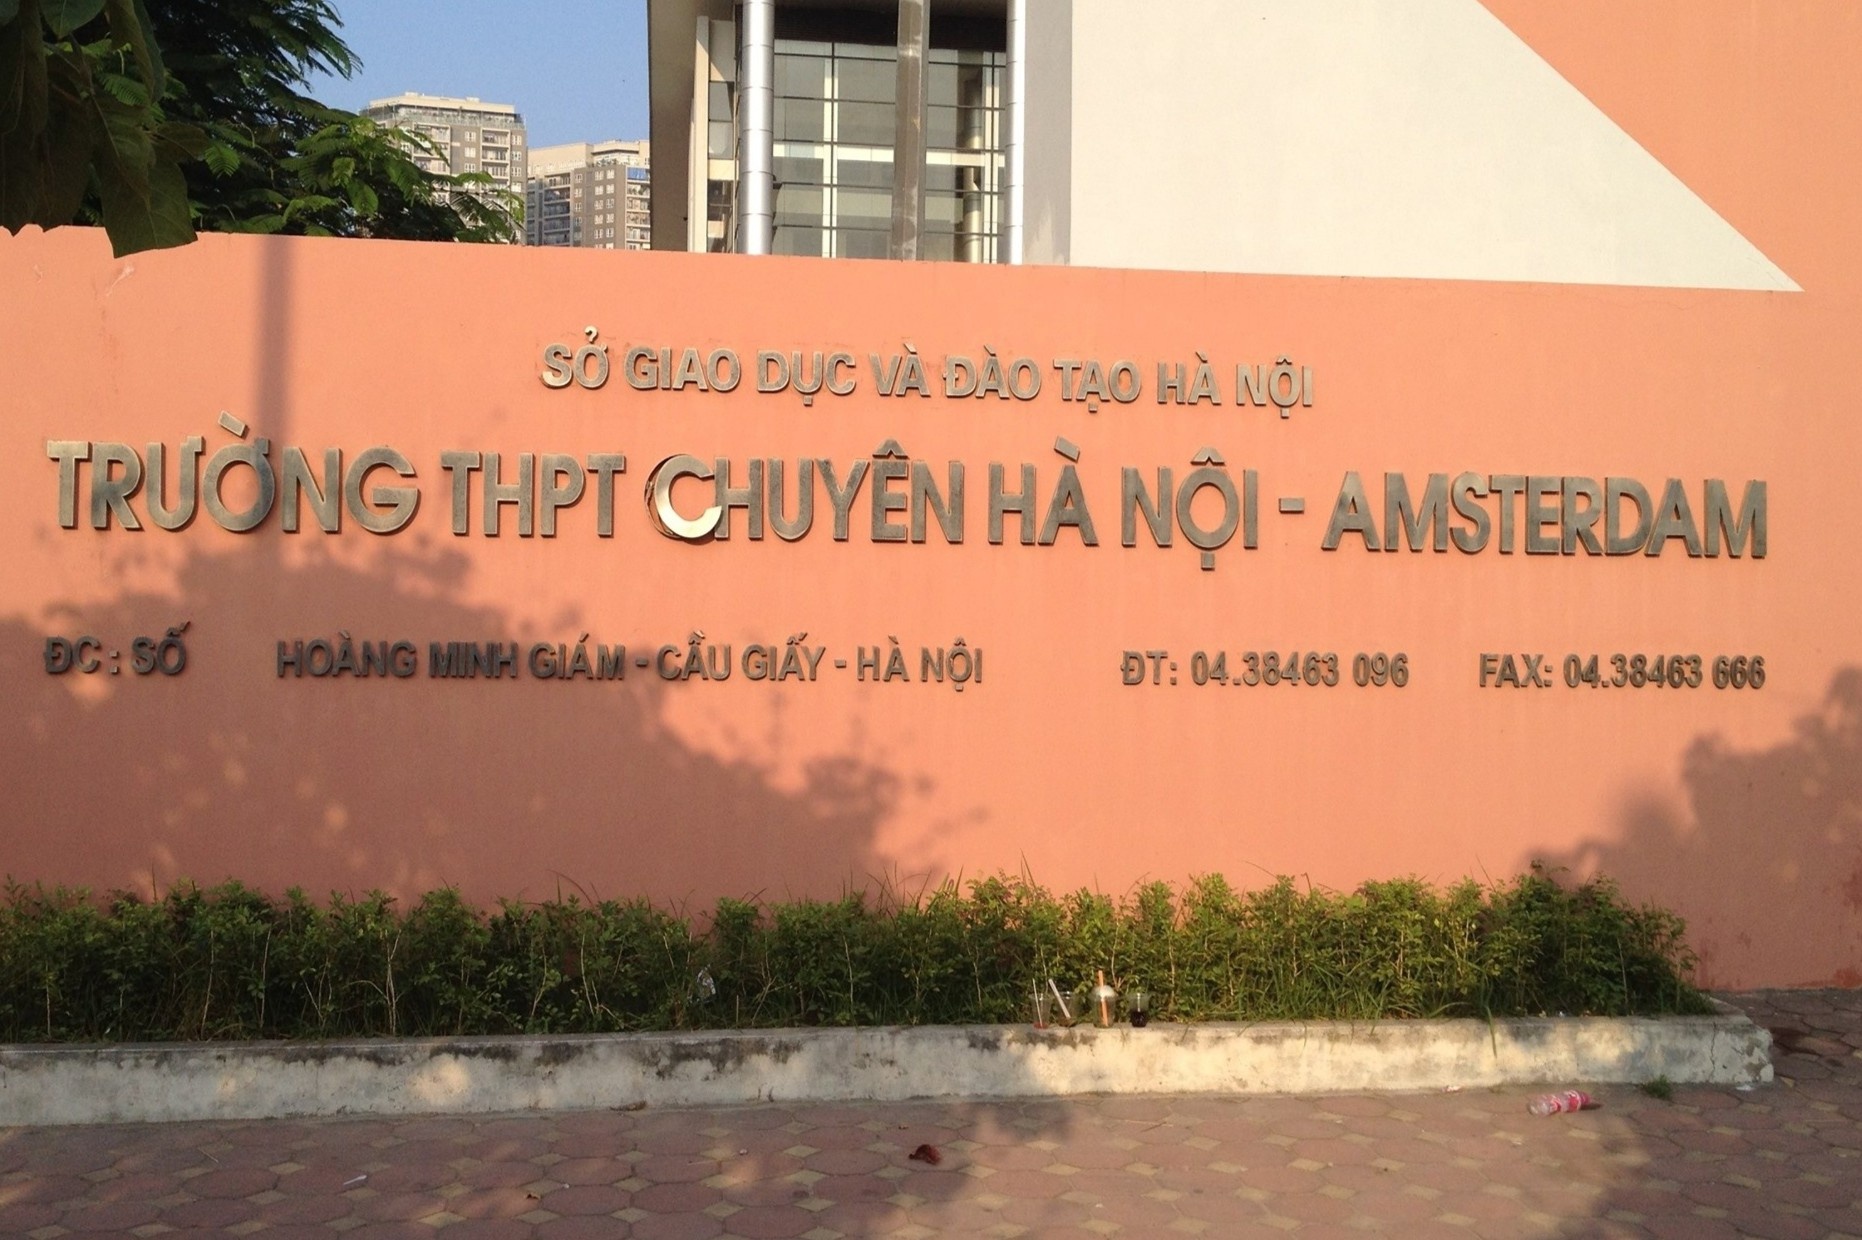 SỞ GIAO DỤC VÀ ĐÀO TẠO HÀ NỘI
TRƯỜNG THPT CHUYÊN HÀ NỘI - AMSTERDAM
ĐC : SỐ HOÀNG MINH GIÁM - CẦU GIẤY - HÀ NỘI ĐT: 04.38463 096 FAX: 04.38463 666